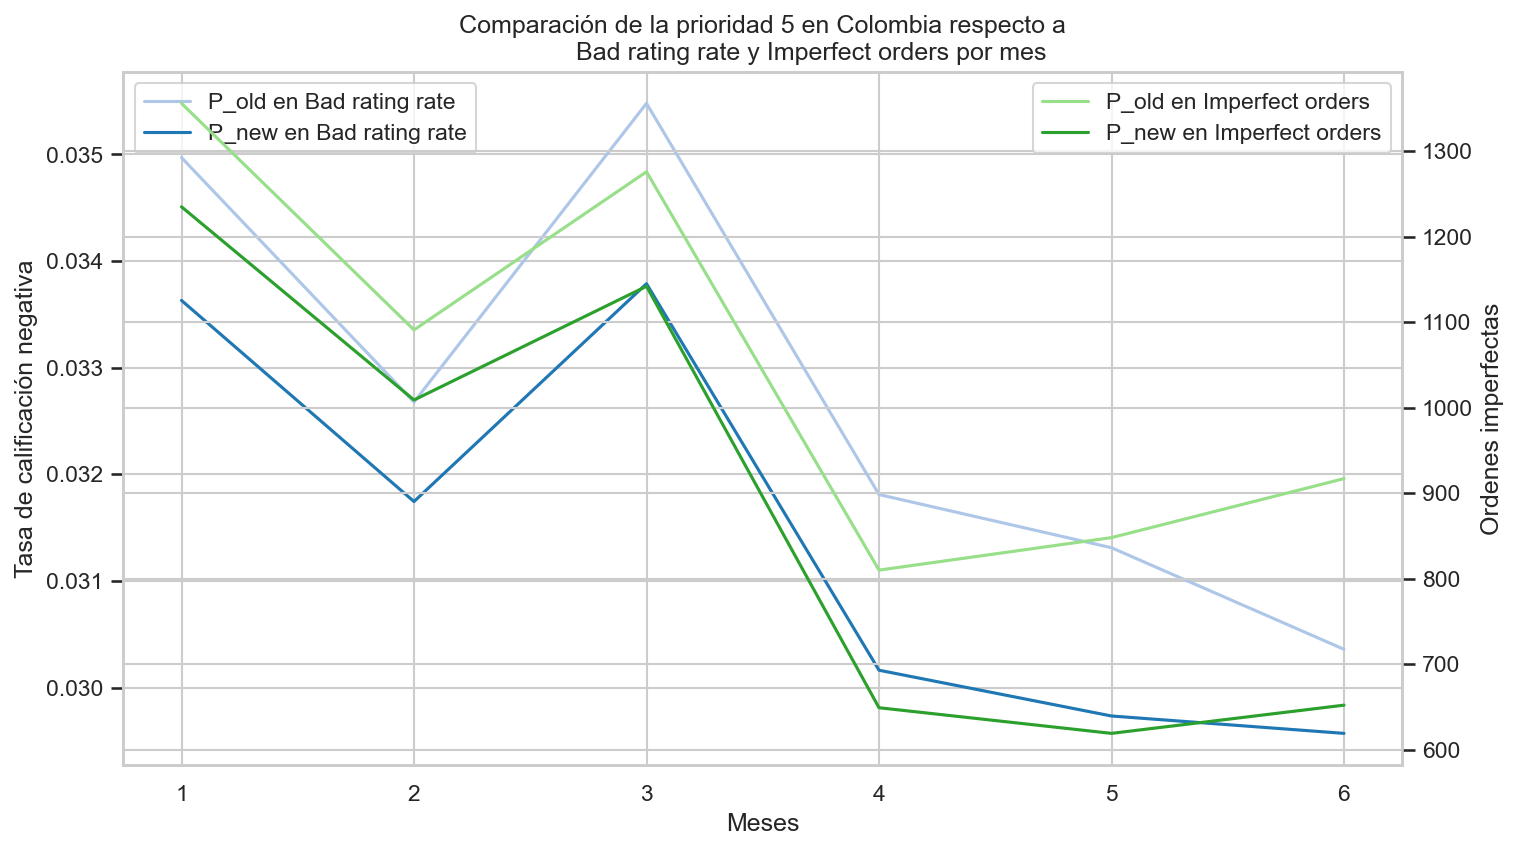 Comparación de la prioridad 5 en Colombia respecto a
Bad rating rate y Imperfect orders por mes
P_old en Bad rating rate
P_new en Bad rating rate
P_old en Imperfect orders
P_new en Imperfect orders
Tasa de calificación negativa
0.035
0.034
0.033
0.032
0.031
0.030
1300
1200
1100
1000
900
800
700
600
Ordenes imperfectas
1 2 3 4 5 6
Meses